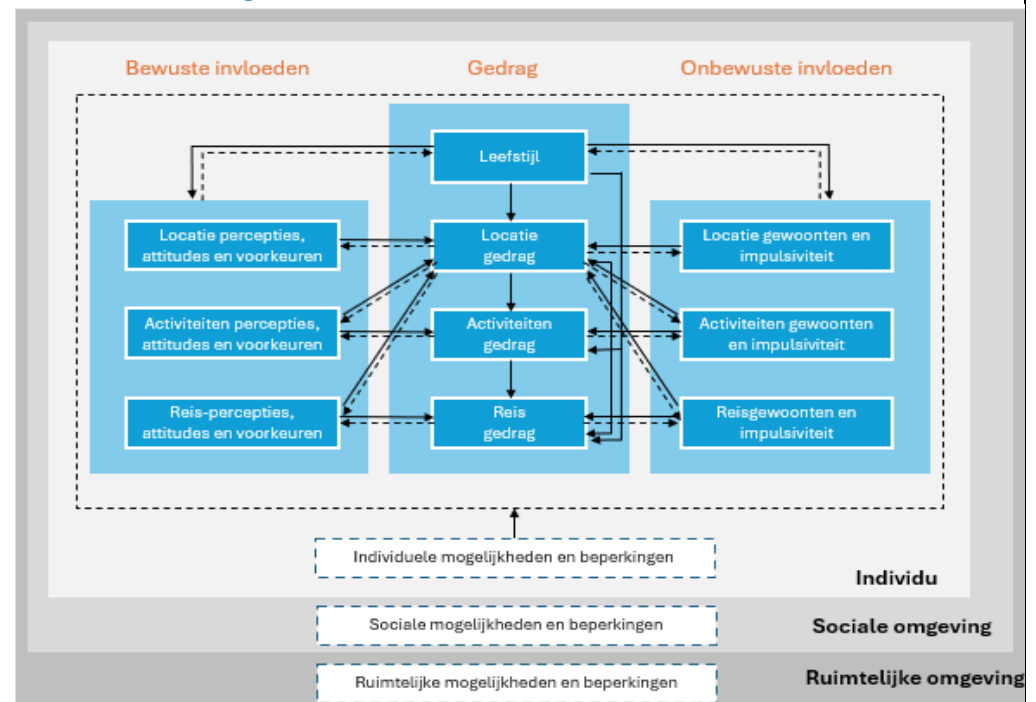 Bewuste invloeden
Gedrag
Onbewuste invloeden
Leefstijl
Locatie percepties,
attitudes en voorkeuren
Locatie
gedrag
Locatie gewoonten en
impulsiviteit
Activiteiten percepties,
attitudes en voorkeuren
Activiteiten
gedrag
Activiteiten gewoonten
en impulsiviteit
Reis-percepties,
attitudes en voorkeuren
Reis
gedrag
Reisgewoonten en
impulsiviteit
Individuele mogelijkheden en beperkingen
Individu
Sociale mogelijkheden en beperkingen
Sociale omgeving
Ruimtelijke mogelijkheden en beperkingen
Ruimtelijke omgeving